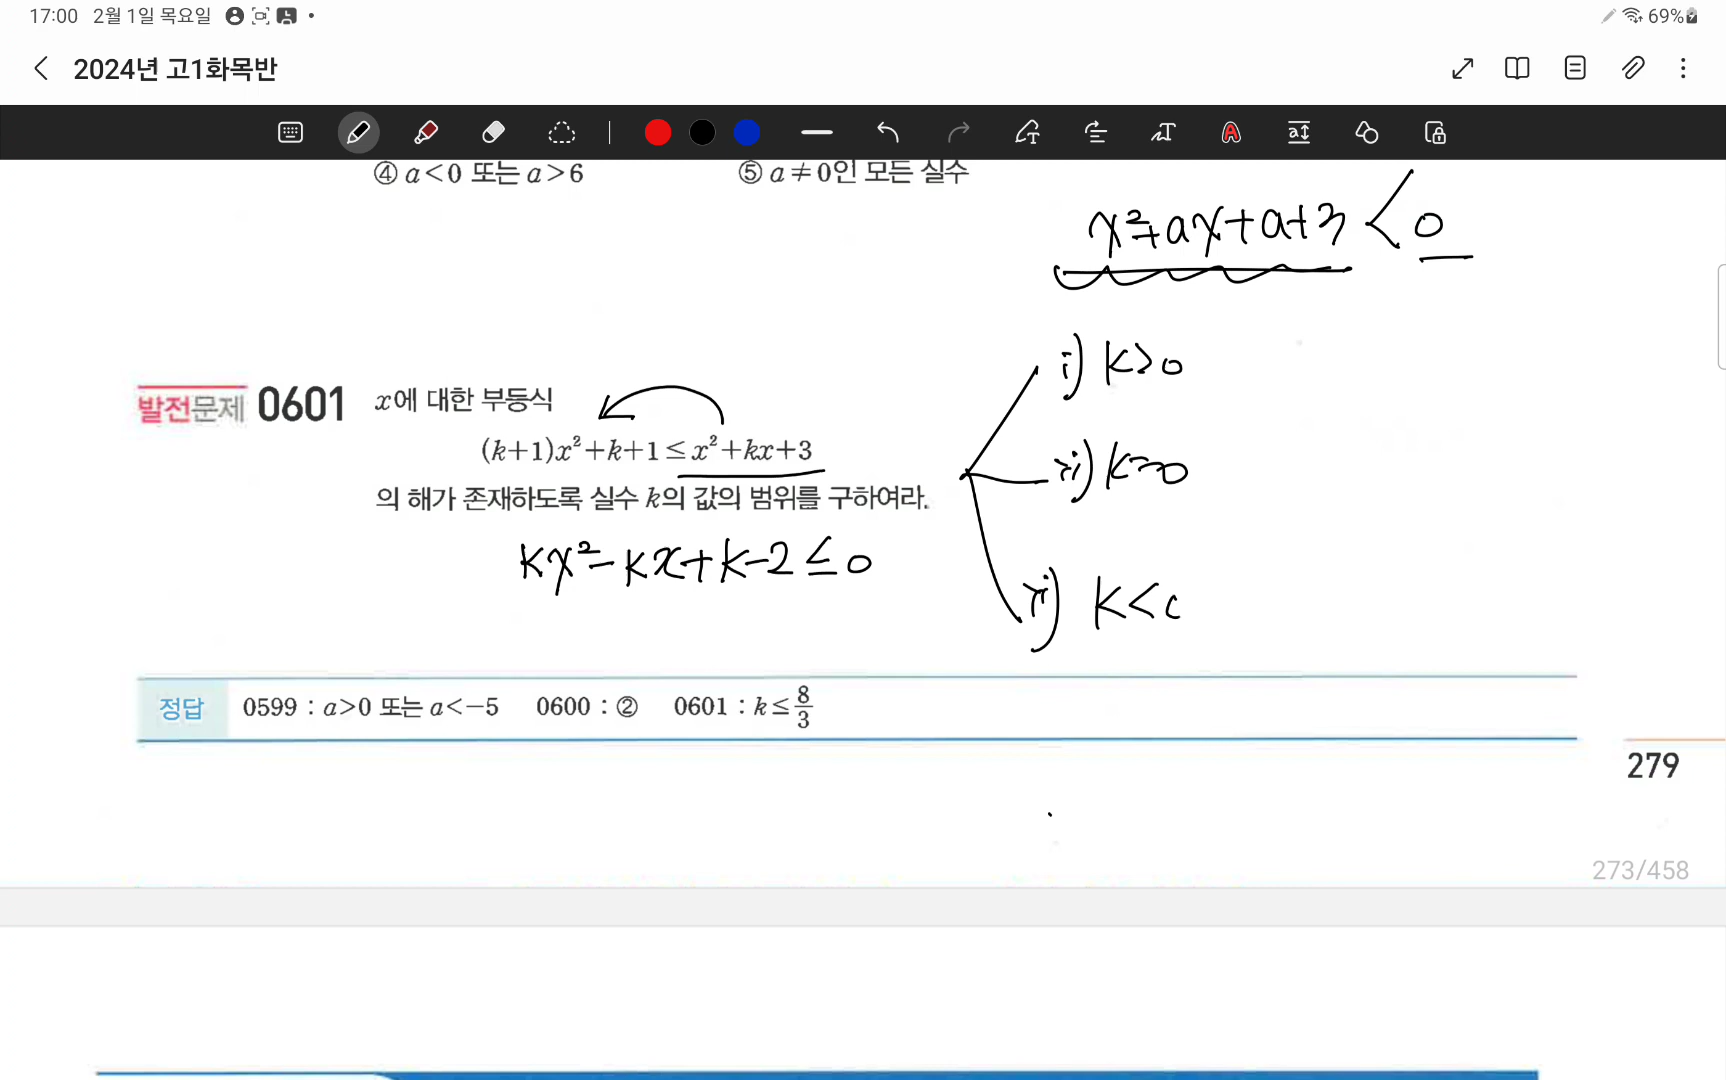 17:00 2월 1일 목요일
69%
2024년 고1화목반
④ a<0 또는 a>6 ⑤ a≠0인 모든 실수
x²+ax+a+3 < 0
i) k>0
발전문제 0601 x에 대한 부등식
(k+1)x²+k+1≤x²+kx+3
ii) k=0
의 해가 존재하도록 실수 k의 값의 범위를 구하여라.
kx²-kx+k-2≤0
k<
정답 0599 : a>0 또는 a<-5 0600 : ② 0601 : k≤8/3
279
273/458